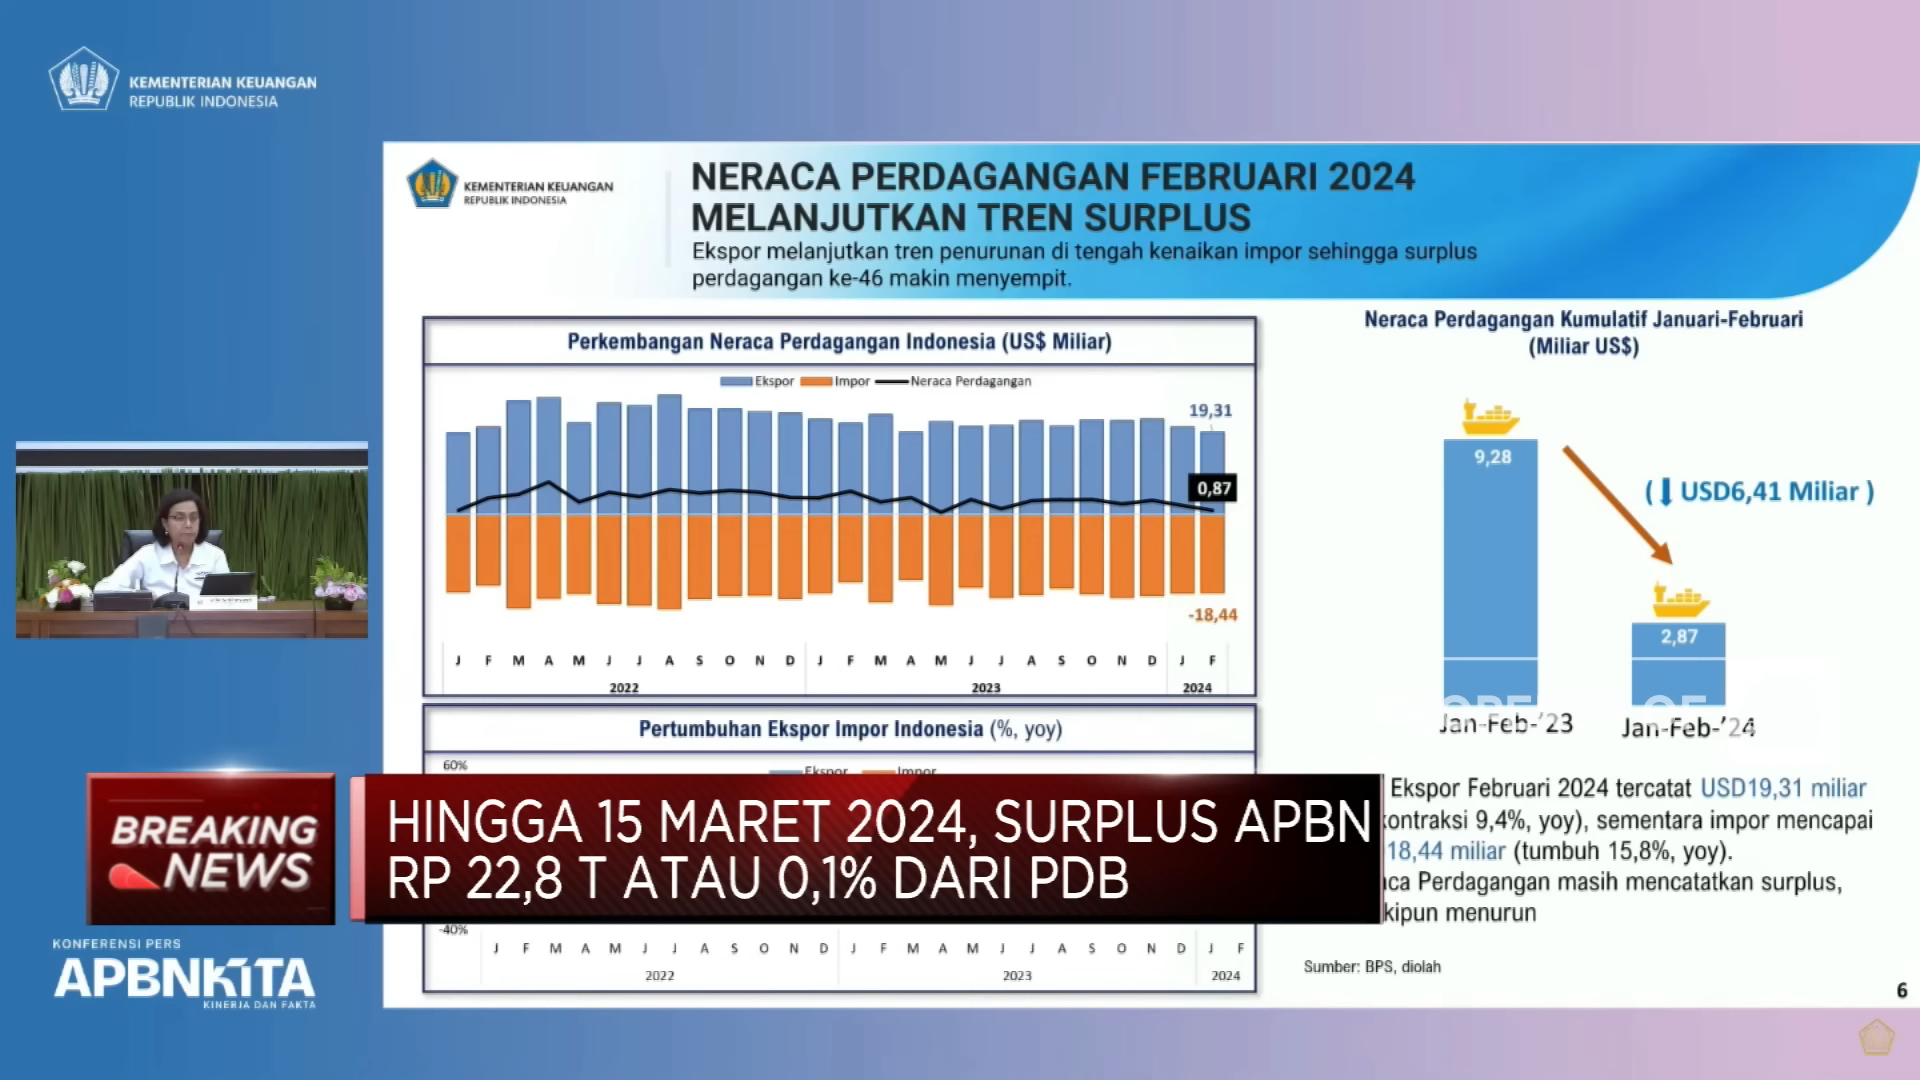 KEMENTERIAN KEUANGAN
REPUBLIK INDONESIA
KEMENTERIAN KEUANGAN
REPUBLIK INDONESIA
NERACA PERDAGANGAN FEBRUARI 2024
MELANJUTKAN TREN SURPLUS
Ekspor melanjutkan tren penurunan di tengah kenaikan impor sehingga surplus
perdagangan ke-46 makin menyempit.
Perkembangan Neraca Perdagangan Indonesia (US$ Miliar)
Ekspor Impor Neraca Perdagangan
19,31
0,87
-18,44
J F M A M J J A S O N D J F M A M J J A S O N D J F
2022 2023 2024
Neraca Perdagangan Kumulatif Januari-Februari
(Miliar US$)
9,28
( USD6,41 Miliar )
2,87
Jan-Feb-'23 Jan-Feb-'24
Pertumbuhan Ekspor Impor Indonesia (%, yoy)
60%
Ekspor Impor
-40%
J F M A M J J A S O N D J F M A M J J A S O N D J F
2022 2023 2024
Ekspor Februari 2024 tercatat USD19,31 miliar
9,4%, yoy), sementara impor mencapai
18,44 miliar (tumbuh 15,8%, yoy).
Perdagangan masih mencatatkan surplus,
menurun
Sumber: BPS, diolah
6
BREAKING
NEWS
HINGGA 15 MARET 2024, SURPLUS APBN
RP 22,8 T ATAU 0,1% DARI PDB
KONFERENSI PERS
APBNKITA
KINERJA DAN FAKTA